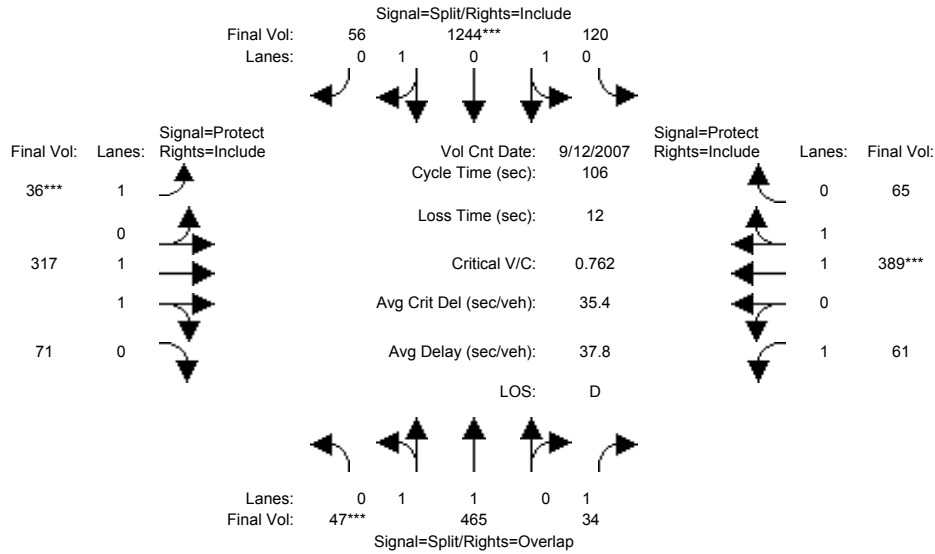 Signal=Split/Rights=Include
Final Vol: 56 1244*** 120
Lanes: 0 1 0 1 0
Signal=Protect Signal=Protect
Final Vol: Lanes: Rights=Include Vol Cnt Date: 9/12/2007 Rights=Include Lanes: Final Vol:
Cycle Time (sec): 106
36*** 1 0 65
Loss Time (sec): 12
0 1
317 1 Critical V/C: 0.762 1 389***
1 Avg Crit Del (sec/veh): 35.4 0
71 0 Avg Delay (sec/veh): 37.8 1 61
LOS: D
Lanes: 0 1 1 0 1
Final Vol: 47*** 465 34
Signal=Split/Rights=Overlap